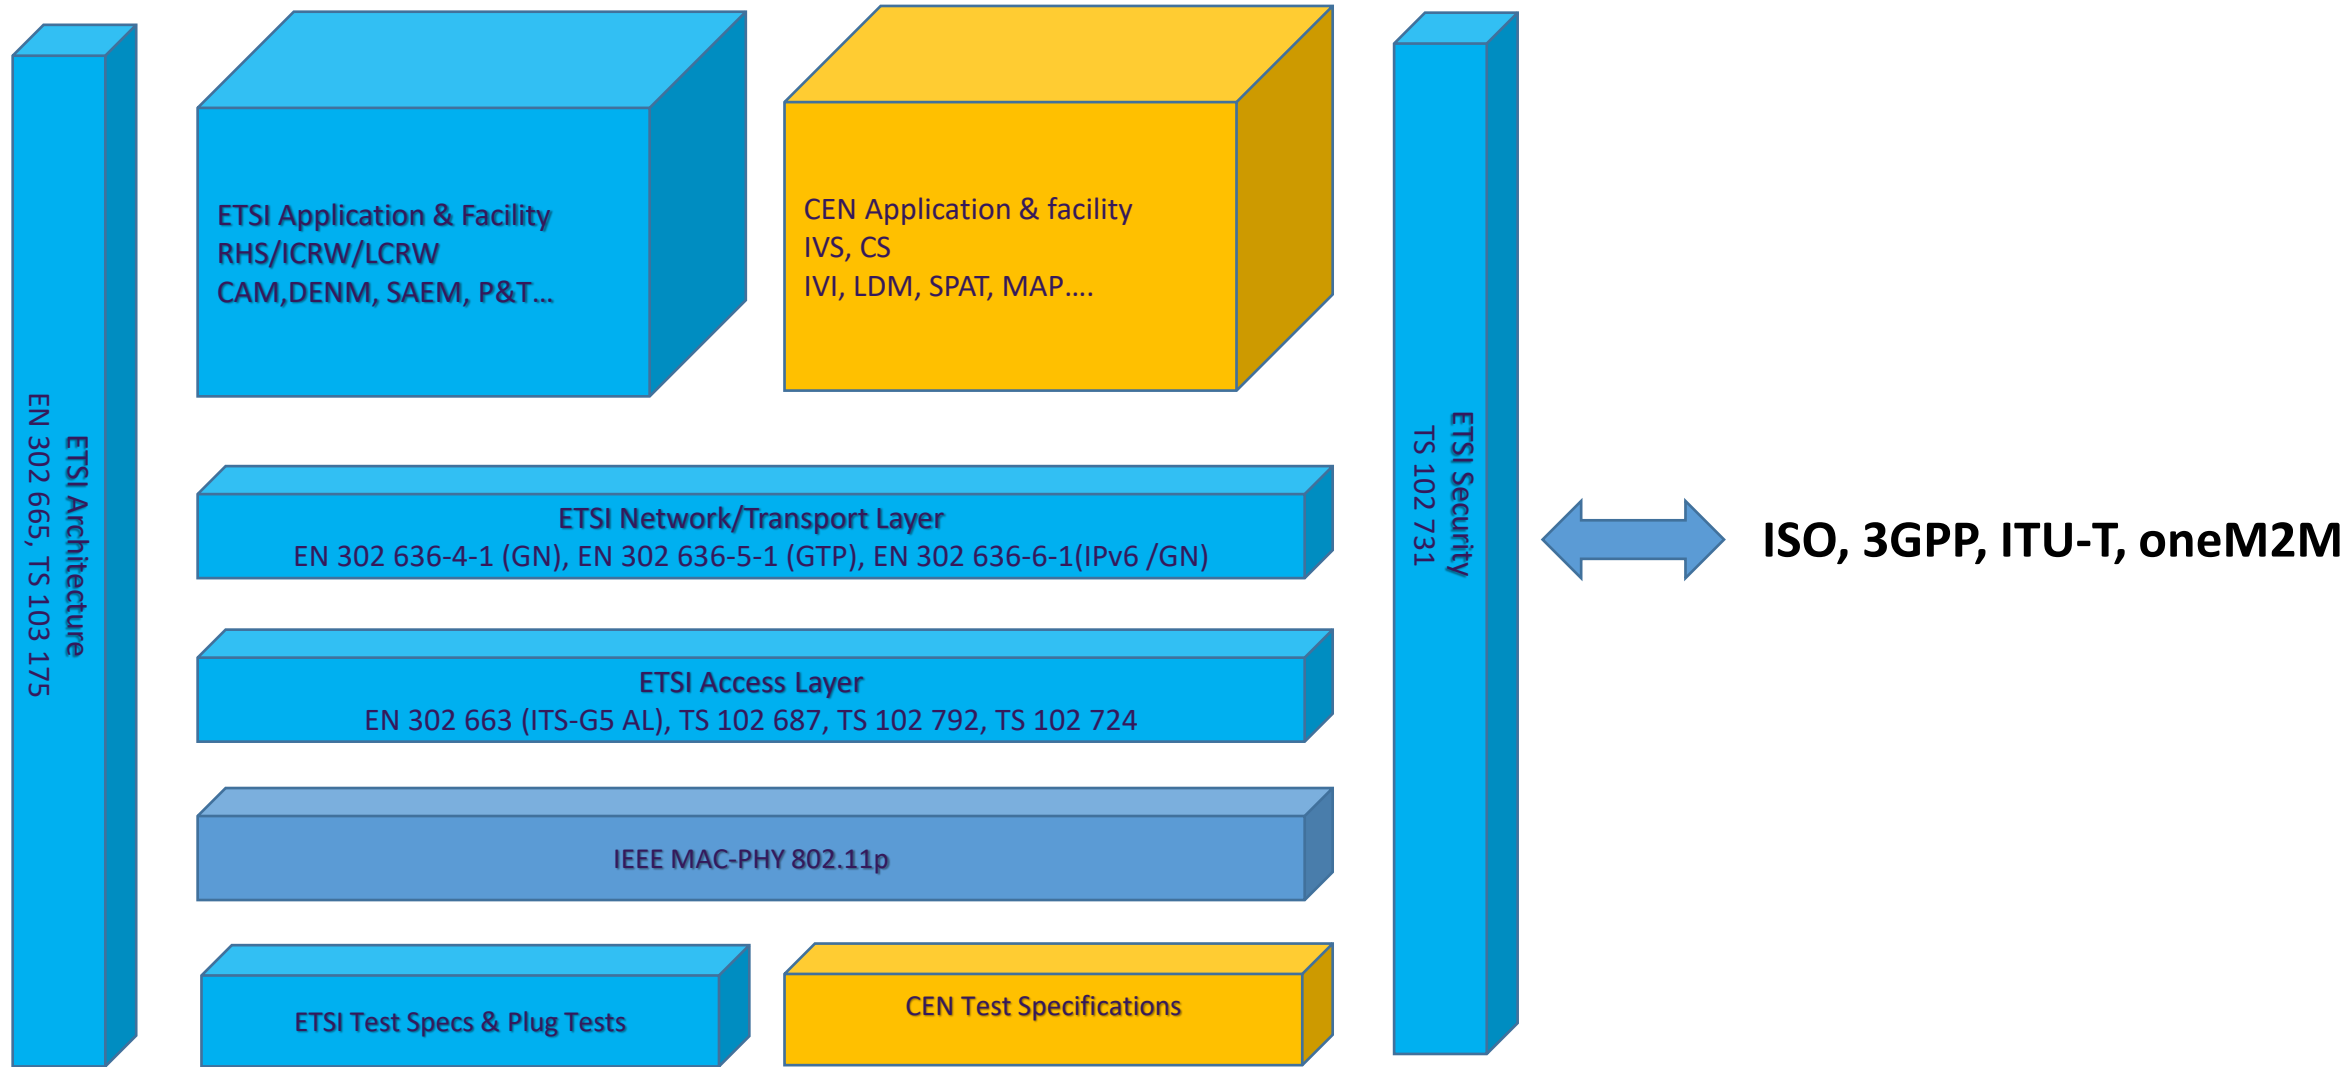 ETSI Architecture
EN 302 665, TS 103 175
ETSI Application & Facility
RHS/ICRW/LCRW
CAM,DENM, SAEM, P&T...
CEN Application & facility
IVS, CS
IVI, LDM, SPAT, MAP....
ETSI Network/Transport Layer
EN 302 636-4-1 (GN), EN 302 636-5-1 (GTP), EN 302 636-6-1(IPv6 /GN)
ETSI Access Layer
EN 302 663 (ITS-G5 AL), TS 102 687, TS 102 792, TS 102 724
IEEE MAC-PHY 802.11p
ETSI Test Specs & Plug Tests
CEN Test Specifications
ETSI Security
TS 102 731
ISO, 3GPP, ITU-T, oneM2M